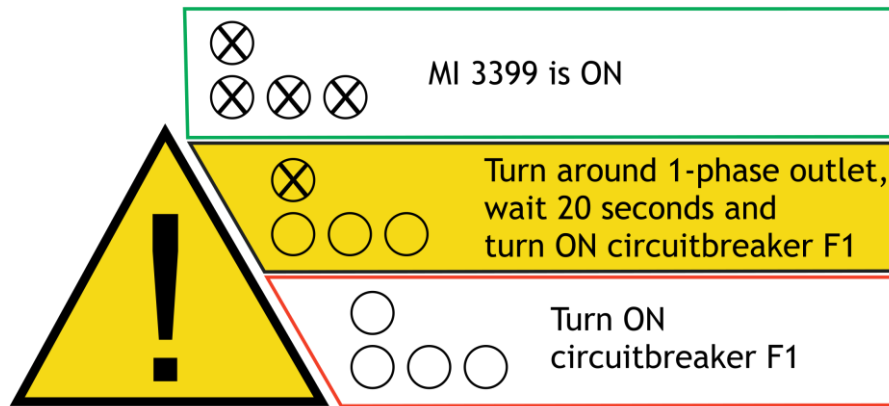 MI 3399 is ON
Turn around 1-phase outlet,
wait 20 seconds and
turn ON circuitbreaker F1
!
Turn ON
circuitbreaker F1